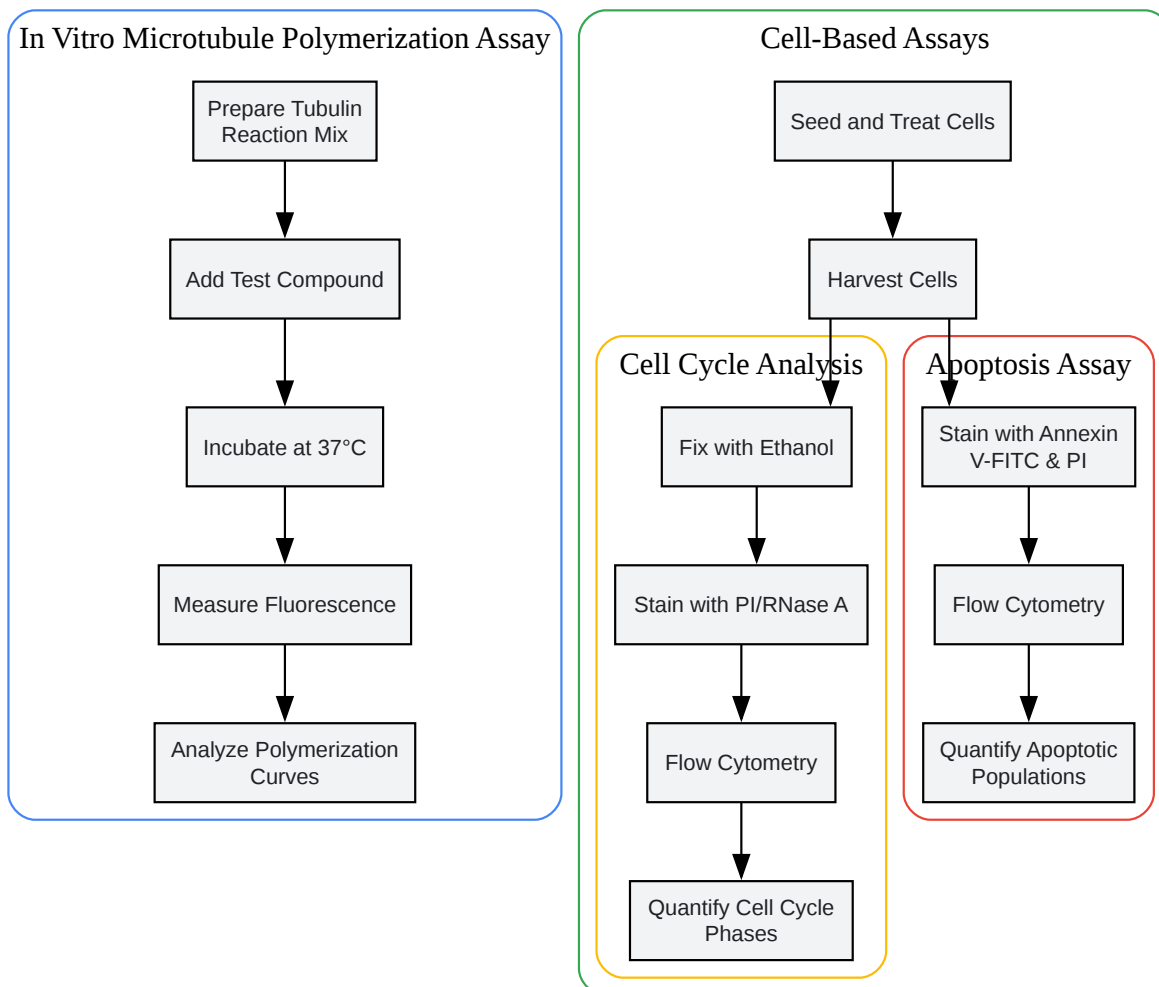 In Vitro Microtubule Polymerization Assay
Prepare Tubulin
Reaction Mix
Add Test Compound
Incubate at 37°C
Measure Fluorescence
Analyze Polymerization
Curves
Cell-Based Assays
Seed and Treat Cells
Harvest Cells
Cell Cycle Analysis
Fix with Ethanol
Stain with PI/RNase A
Flow Cytometry
Quantify Cell Cycle
Phases
Apoptosis Assay
Stain with Annexin
V-FITC & PI
Flow Cytometry
Quantify Apoptotic
Populations